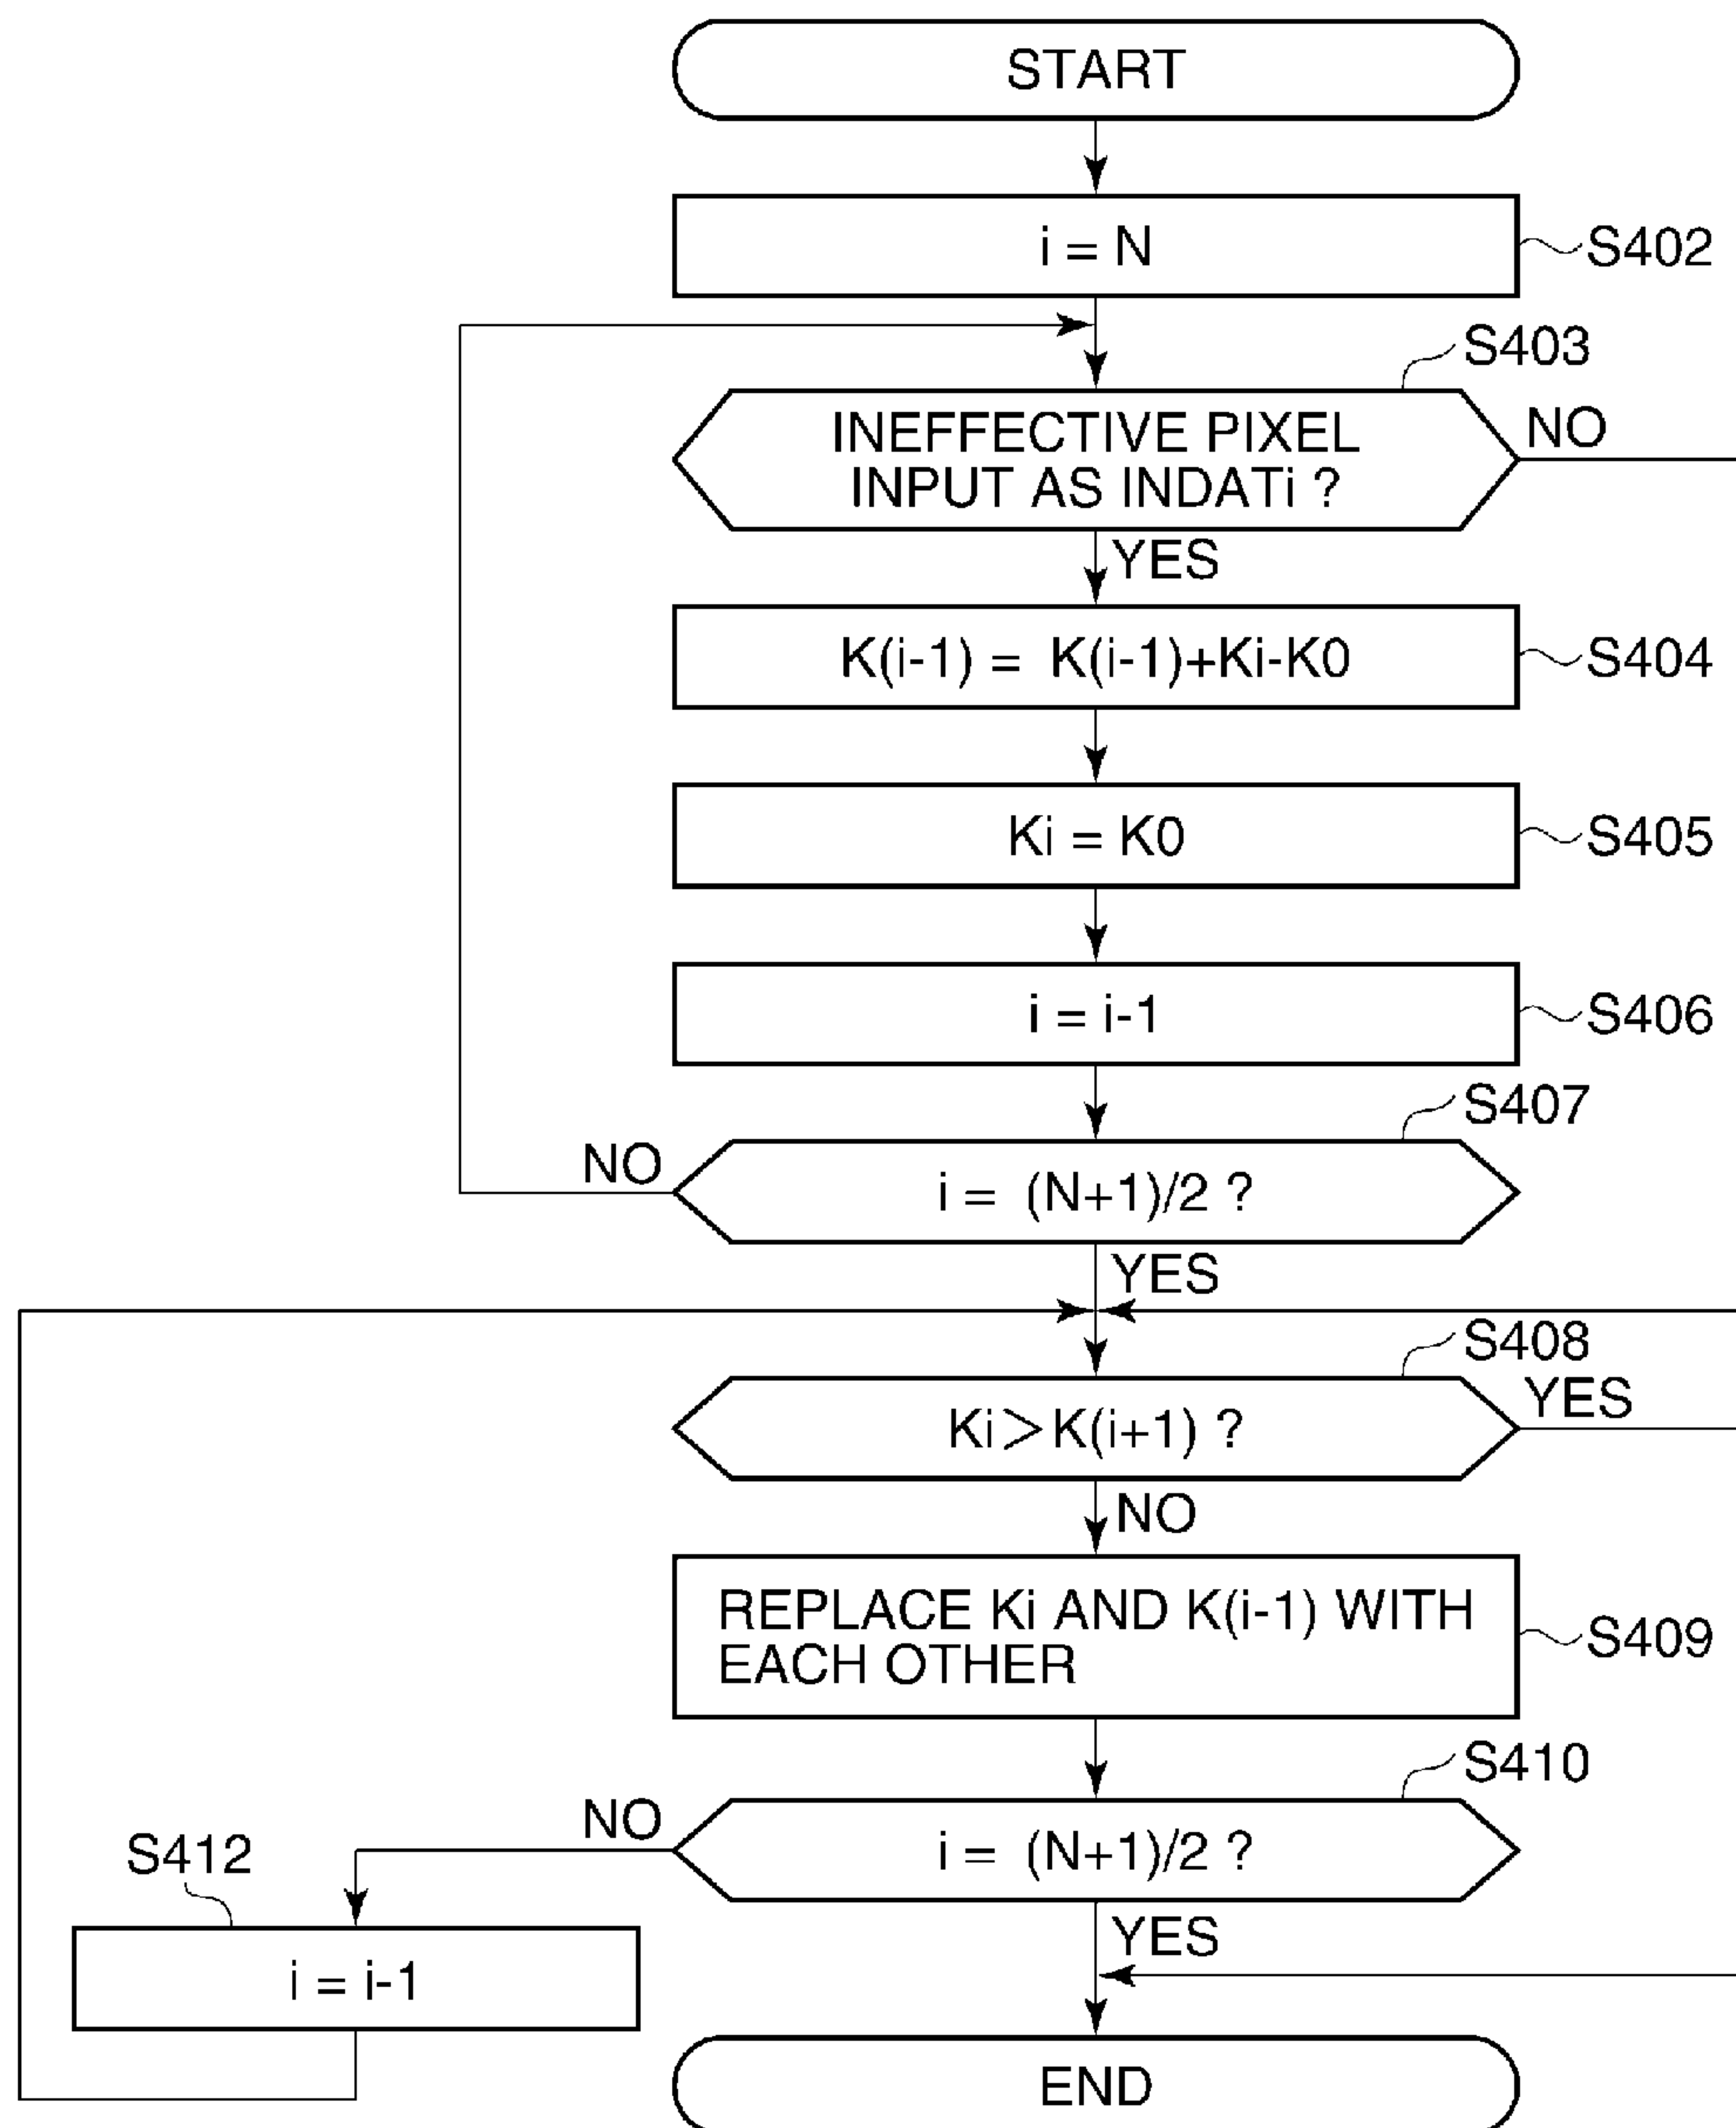 START
i = N
S402
S403
INEFFECTIVE PIXEL
INPUT AS INDATi ?
NO
YES
K(i-1) = K(i-1)+Ki-K0
S404
Ki = K0
S405
i = i-1
S406
S407
NO
i = (N+1)/2 ?
YES
S408
Ki>K(i+1) ?
YES
NO
REPLACE Ki AND K(i-1) WITH
EACH OTHER
S409
S410
NO
i = (N+1)/2 ?
S412
YES
i = i-1
END